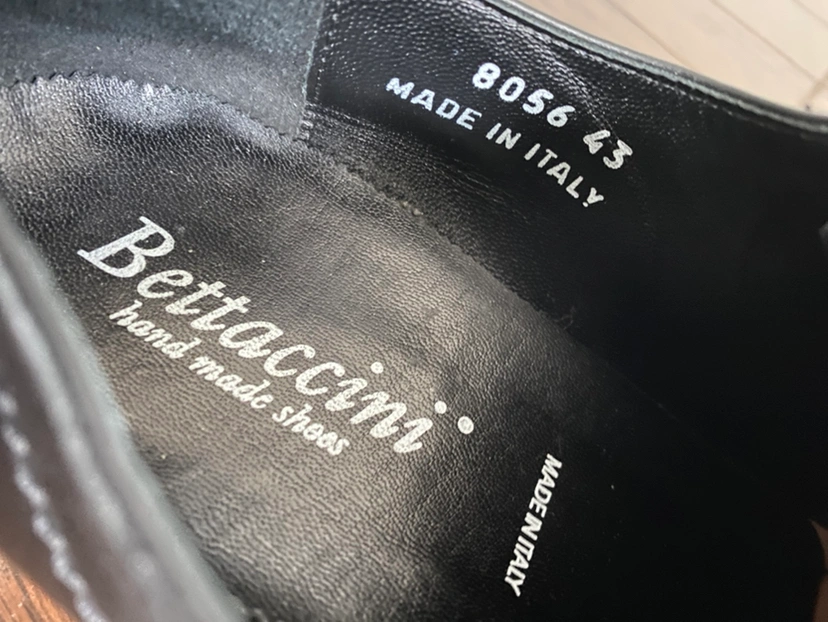 8056 43
MADE IN ITALY
Bettaccini
hand made shoes
MADE IN ITALY